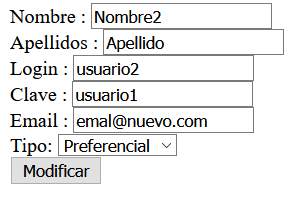 Nombre : Nombre2
Apellidos : Apellido
Login : usuario2
Clave : usuario1
Email : emal@nuevo.com
Tipo: Preferencial
Modificar